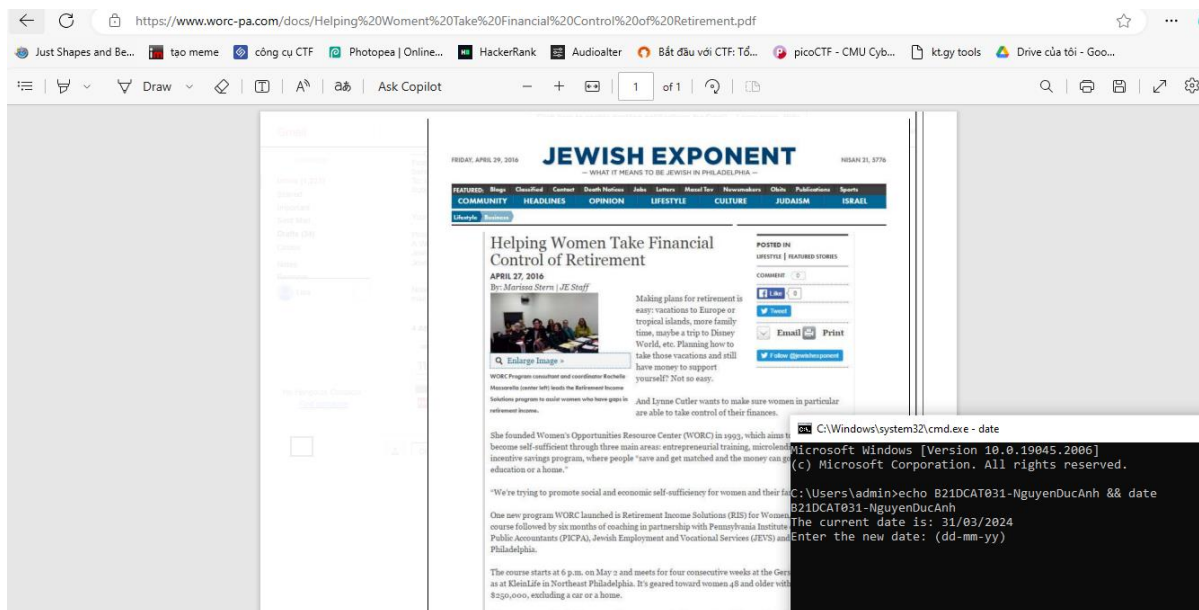 https://www.worc-pa.com/docs/Helping%20Woment%20Take%20Financial%20Control%20of%20Retirement.pdf
Just Shapes and Be... tạo meme công cụ CTF Photopea | Online... HackerRank Audioalter Bắt đầu với CTF: Tổ... picoCTF - CMU Cyb... kt.gy tools Drive của tôi - Goo...
Draw Ask Copilot 1 of 1
FRIDAY, APRIL 29, 2016
JEWISH EXPONENT
NISAN 21, 5776
— WHAT IT MEANS TO BE JEWISH IN PHILADELPHIA —
FEATURED: Blogs Classified Contact Death Notices Jobs Letters Mazel Tov Newsmakers Obits Publications Sports
COMMUNITY HEADLINES OPINION LIFESTYLE CULTURE JUDAISM ISRAEL
Lifestyle Business
Helping Women Take Financial
Control of Retirement
APRIL 27, 2016
By: Marissa Stern | JE Staff
POSTED IN
LIFESTYLE | FEATURED STORIES
COMMENT 0
Like 0
Tweet
Email Print
Follow @jewishexponent
Making plans for retirement is
easy: vacations to Europe or
tropical islands, more family
time, maybe a trip to Disney
World, etc. Planning how to
take those vacations and still
have money to support
yourself? Not so easy.
Enlarge Image »
WORC Program consultant and coordinator Rochelle
(center left) leads the Retirement Income
Solutions program to assist women who have gaps in
retirement income.
And Lynne Cutler wants to make sure women in particular
are able to take control of their finances.
She founded Women's Opportunities Resource Center (WORC) in 1993, which aims
become self-sufficient through three main areas: entrepreneurial training,
incentive savings program, where people "save and get matched and the money can
education or a home."
"We're trying to promote social and economic self-sufficiency for women and their
One new program WORC launched is Retirement Income Solutions (RIS) for Women,
course followed by six months of coaching in partnership with Pennsylvania Institute
Public Accountants (PICPA), Jewish Employment and Vocational Services (JEVS) and
Philadelphia.
The course starts at 6 p.m. on May 2 and meets for four consecutive weeks at the
as at KleinLife in Northeast Philadelphia. It's geared toward women 48 and older
$250,000, excluding a car or a home.
C:\Windows\system32\cmd.exe - date
Microsoft Windows [Version 10.0.19045.2006]
(c) Microsoft Corporation. All rights reserved.
C:\Users\admin>echo B21DCAT031-NguyenDucAnh && date
B21DCAT031-NguyenDucAnh
The current date is: 31/03/2024
Enter the new date: (dd-mm-yy)